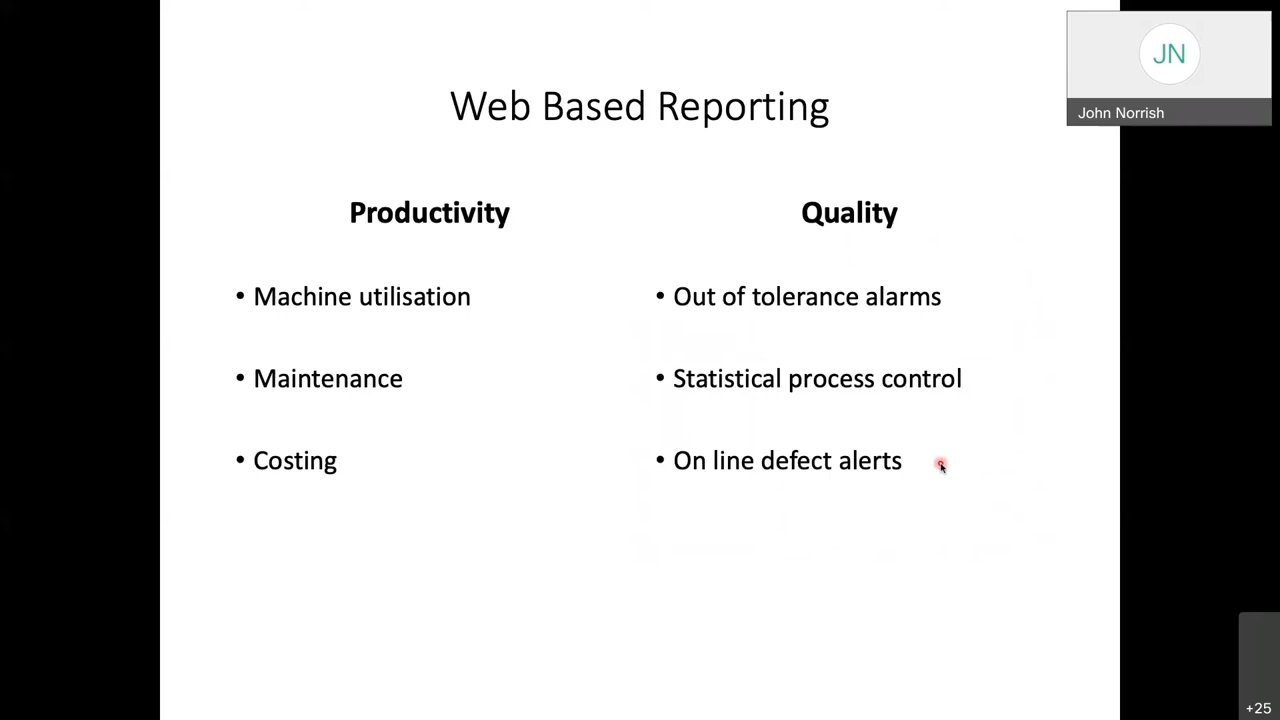 Web Based Reporting
Productivity
• Machine utilisation
• Maintenance
• Costing
Quality
• Out of tolerance alarms
• Statistical process control
• On line defect alerts
JN
John Norrish
+25